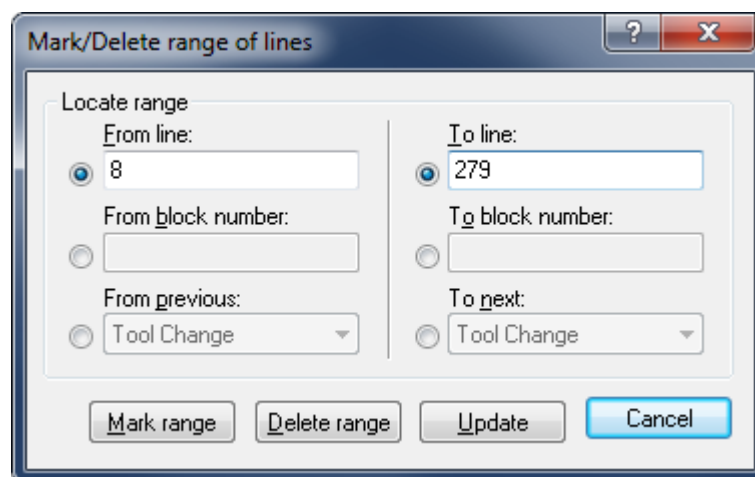 Mark/Delete range of lines
?
X
Locate range
From line:
8
To line:
279
From block number:
To block number:
From previous:
Tool Change
To next:
Tool Change
Mark range
Delete range
Update
Cancel